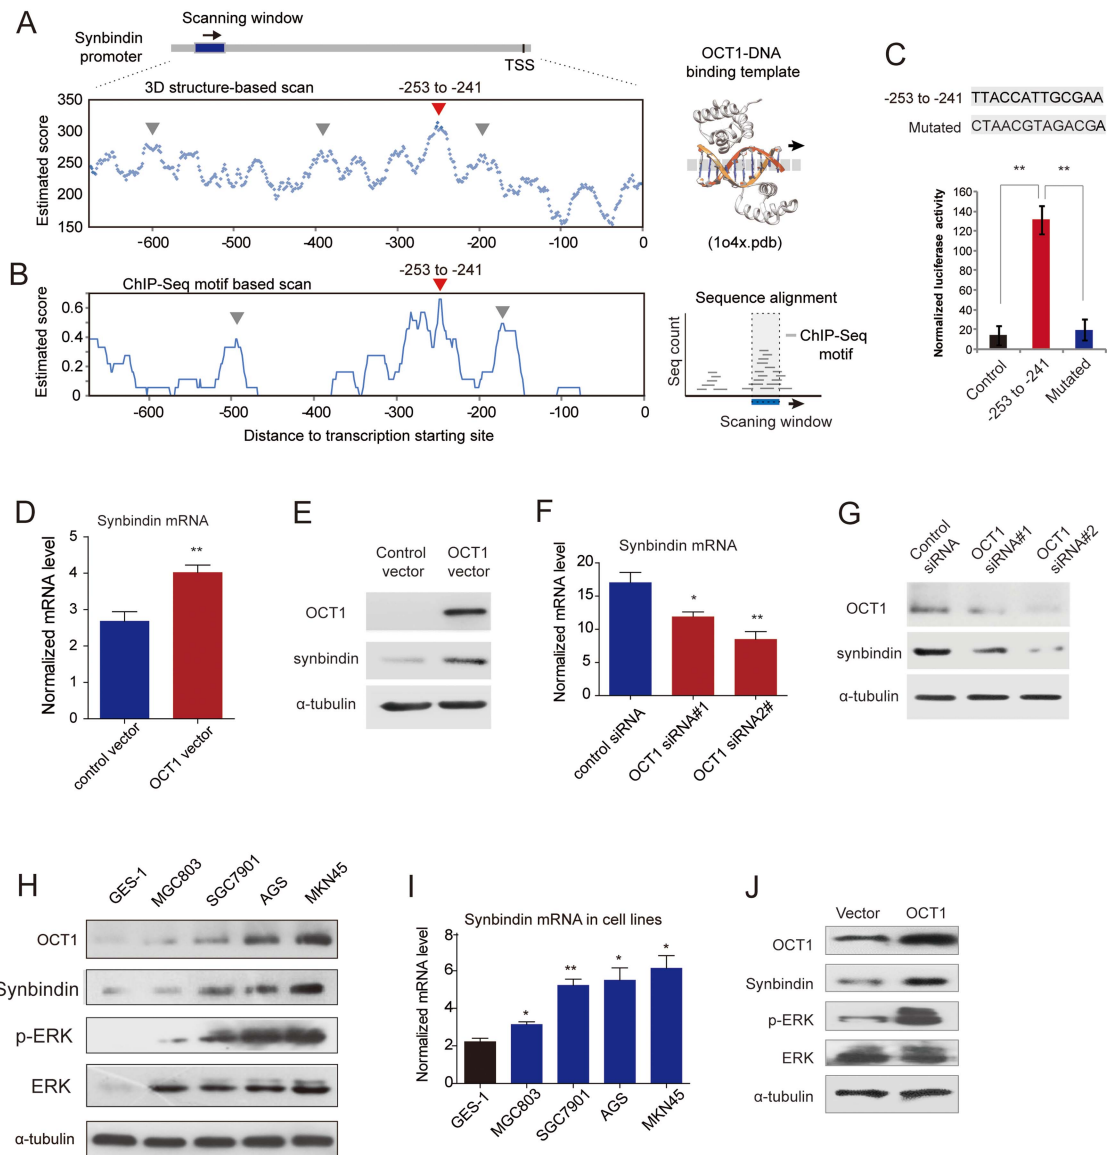 A
Scanning window
Synbindin
promoter
TSS
3D structure-based scan
-253 to -241
Estimated score
350
300
250
200
150
-600
-500
-400
-300
-200
-100
0
OCT1-DNA
binding template
(1o4x.pdb)
B
ChIP-Seq motif based scan
-253 to -241
Estimated score
0.6
0.4
0.2
0
-600
-500
-400
-300
-200
-100
0
Distance to transcription starting site
Sequence alignment
Seq count
ChIP-Seq
motif
Scaning window
C
-253 to -241 TTACCATTGCGAA
Mutated CTAACGTAGACGA
** **
Normalized luciferase activity
160
140
120
100
80
60
40
20
0
Control
-253 to -241
Mutated
D
Synbindin mRNA
Normalized mRNA level
5
4
3
2
2
0
**
control vector
OCT1 vector
E
Control
vector
OCT1
vector
OCT1
synbindin
α-tubulin
F
Synbindin mRNA
Normalized mRNA level
20
15
10
5
0
*
**
control siRNA
OCT1 siRNA#1
OCT1 siRNA2#
G
Control
siRNA
OCT1
siRNA#1
OCT1
siRNA#2
OCT1
synbindin
α-tubulin
H
GES-1
MGC803
SGC7901
AGS
MKN45
OCT1
Synbindin
p-ERK
ERK
α-tubulin
I
Synbindin mRNA in cell lines
Normalized mRNA level
8
6
4
2
0
*
**
*
*
GES-1
MGC803
SGC7901
AGS
MKN45
J
Vector OCT1
OCT1
Synbindin
p-ERK
ERK
α-tubulin